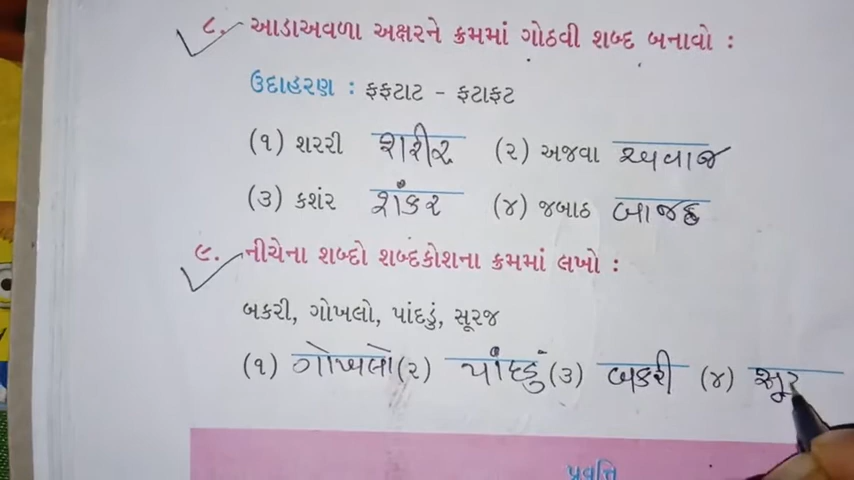 ૮. આડાઅવળા અક્ષરને ક્રમમાં ગોઠવી શબ્દ બનાવો :
ઉદાહરણ : ફફટાટ - ફટાફટ
(૧) શરરી શરીર (૨) અજવા અવાજ
(૩) કશંર શંકર (૪) જબાઠ બાજઠ
૯. નીચેના શબ્દો શબ્દકોશના ક્રમમાં લખો :
બકરી, ગોખલો, પાંદડું, સૂરજ
(૧) ગોખલો (૨) પાંદડું (૩) બકરી (૪) સૂર
પ્રવૃત્તિ